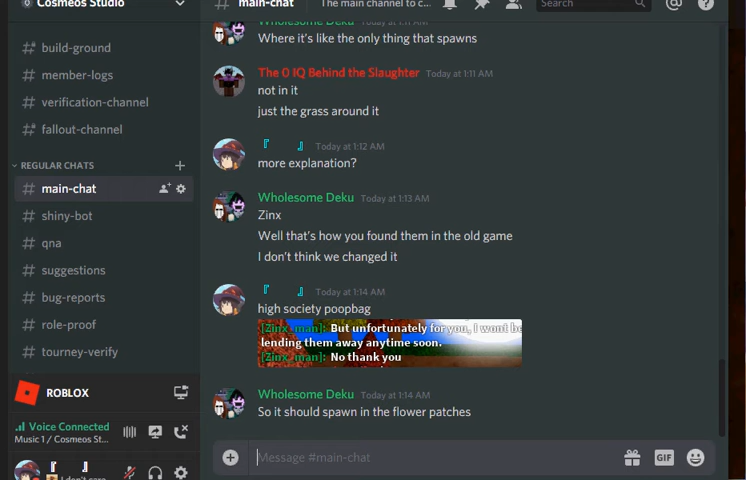 Cosmeos Studio
build-ground
member-logs
verification-channel
fallout-channel
REGULAR CHATS
main-chat
shiny-bot
qna
suggestions
bug-reports
role-proof
tourney-verify
ROBLOX
Voice Connected
Music 1 / Cosmeos St...
『 』
I don't care
# main-chat
The main channel to c...
Search
Wholesome Deku Today at 1:11 AM
Where it's like the only thing that spawns
The 0 IQ Behind the Slaughter Today at 1:11 AM
not in it
just the grass around it
『 』 Today at 1:12 AM
more explanation?
Wholesome Deku Today at 1:13 AM
Zinx
Well that's how you found them in the old game
I don't think we changed it
『 』 Today at 1:14 AM
high society poopbag
[Zinx_man]: But unfortunately for you, I wont be
lending them away anytime soon.
[Zinx_man]: No thank you
Wholesome Deku Today at 1:14 AM
So it should spawn in the flower patches
Message #main-chat
GIF